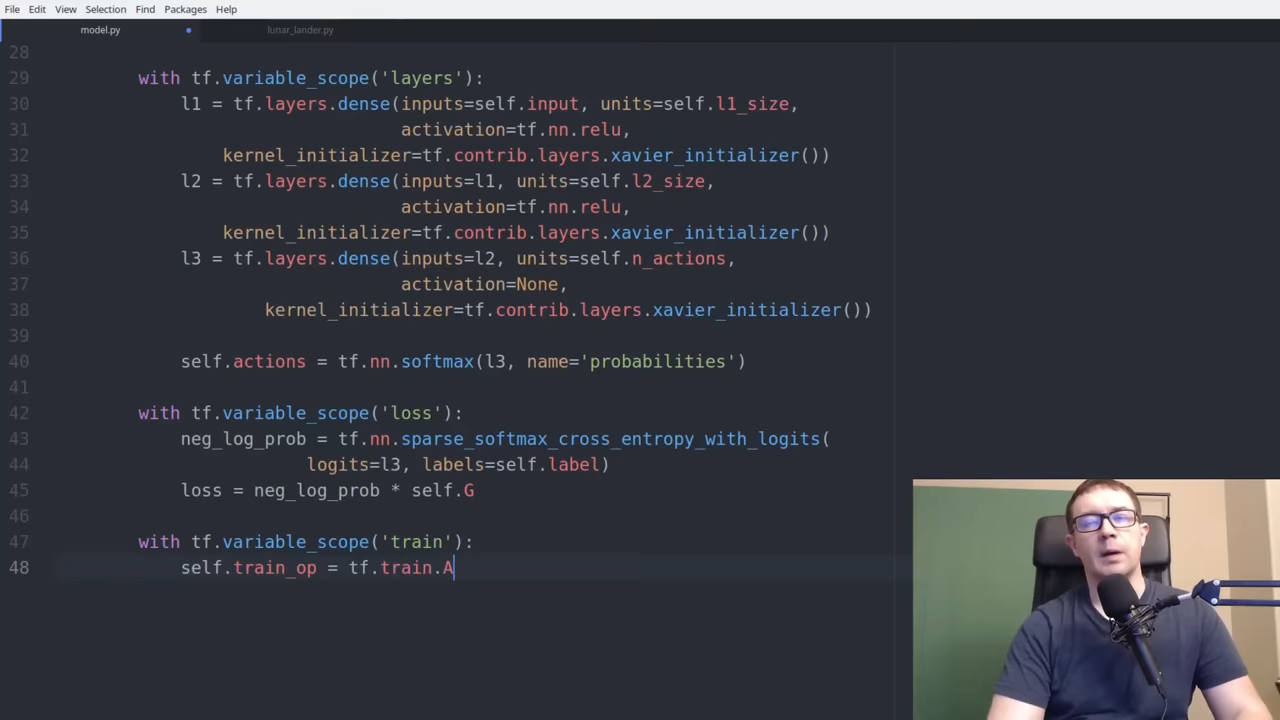 File Edit View Selection Find Packages Help
model.py lunar_lander.py
28
29 with tf.variable_scope('layers'):
30 l1 = tf.layers.dense(inputs=self.input, units=self.l1_size,
31 activation=tf.nn.relu,
32 kernel_initializer=tf.contrib.layers.xavier_initializer())
33 l2 = tf.layers.dense(inputs=l1, units=self.l2_size,
34 activation=tf.nn.relu,
35 kernel_initializer=tf.contrib.layers.xavier_initializer())
36 l3 = tf.layers.dense(inputs=l2, units=self.n_actions,
37 activation=None,
38 kernel_initializer=tf.contrib.layers.xavier_initializer())
39
40 self.actions = tf.nn.softmax(l3, name='probabilities')
41
42 with tf.variable_scope('loss'):
43 neg_log_prob = tf.nn.sparse_softmax_cross_entropy_with_logits(
44 logits=l3, labels=self.label)
45 loss = neg_log_prob * self.G
46
47 with tf.variable_scope('train'):
48 self.train_op = tf.train.A